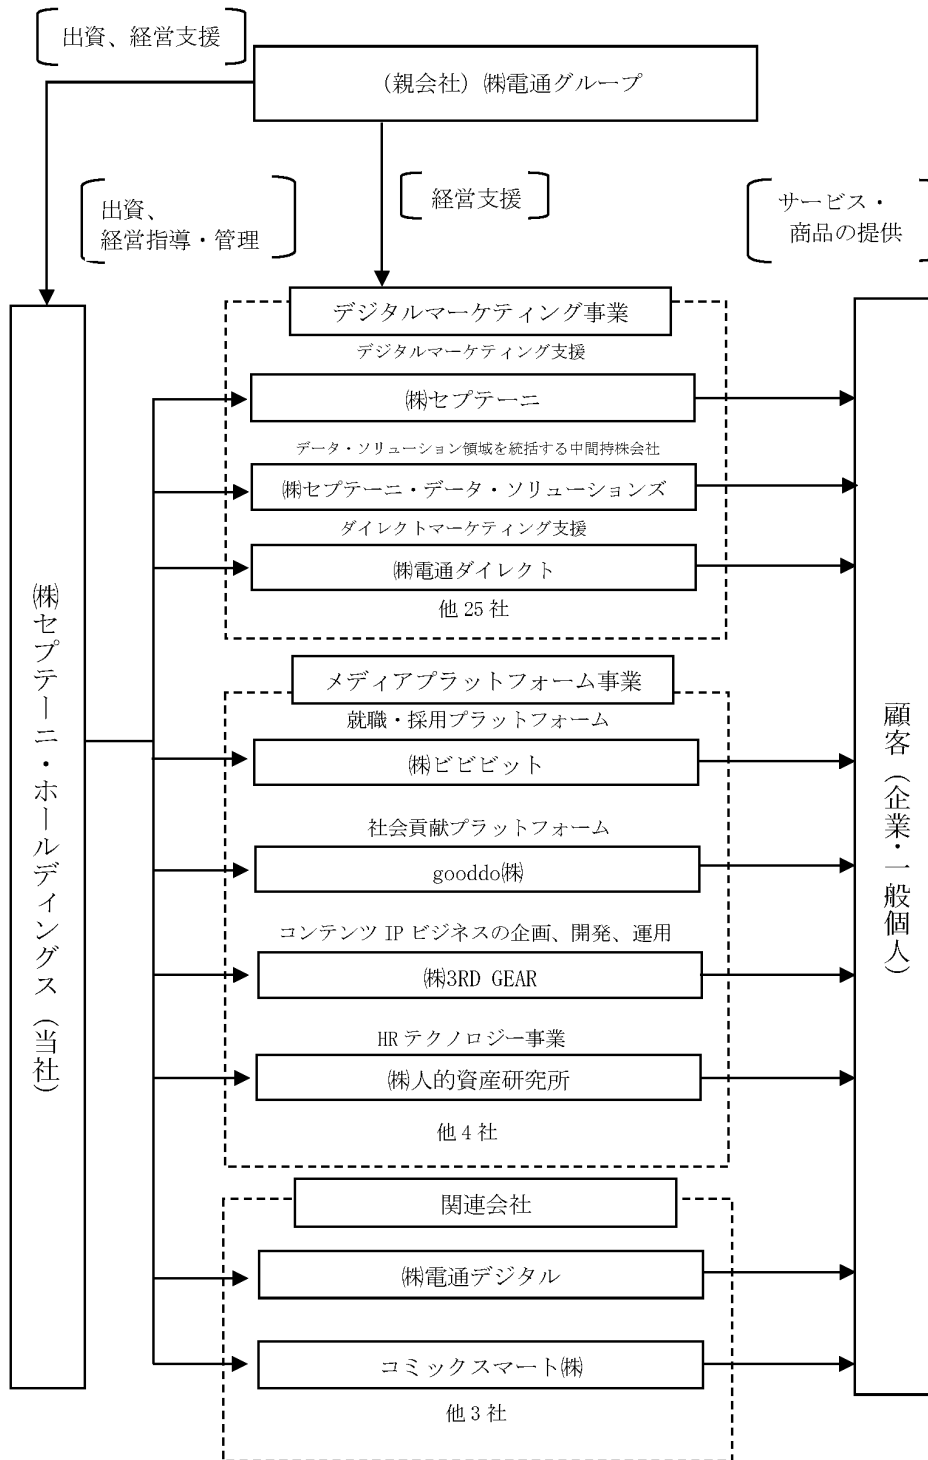 出資、経営支援
(親会社)㈱電通グループ
出資、
経営指導・管理
経営支援
サービス・
商品の提供
㈱セプテーニ・ホールディングス(当社)
デジタルマーケティング事業
デジタルマーケティング支援
㈱セプテーニ
データ・ソリューション領域を統括する中間持株会社
㈱セプテーニ・データ・ソリューションズ
ダイレクトマーケティング支援
㈱電通ダイレクト
他 25 社
メディアプラットフォーム事業
就職・採用プラットフォーム
㈱ビビビット
社会貢献プラットフォーム
gooddo㈱
コンテンツ IP ビジネスの企画、開発、運用
㈱3RD GEAR
HR テクノロジー事業
㈱人的資産研究所
他 4 社
関連会社
㈱電通デジタル
コミックスマート㈱
他 3 社
顧客(企業・一般個人)